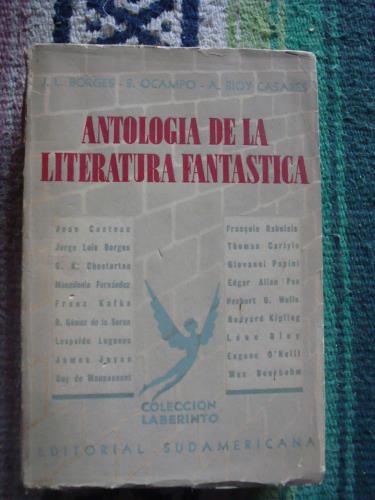 J. L. BORGES - S. OCAMPO - A. BIOY CASARES
ANTOLOGIA DE LA
LITERATURA FANTASTICA
Jean Cocteau
Jorge Luis Borges
G. K. Chesterton
Macedonio Fernández
Franz Kafka
R. Gómez de la Serna
Leopoldo Lugones
James Joyce
Guy de Maupassant
François Rabelais
Thomas Carlyle
Giovanni Papini
Edgar Allan Poe
Herbert G. Wells
Rudyard Kipling
Léon Bloy
Eugene O'Neill
Max Beerbohm
COLECCION
LABERINTO
EDITORIAL SUDAMERICANA